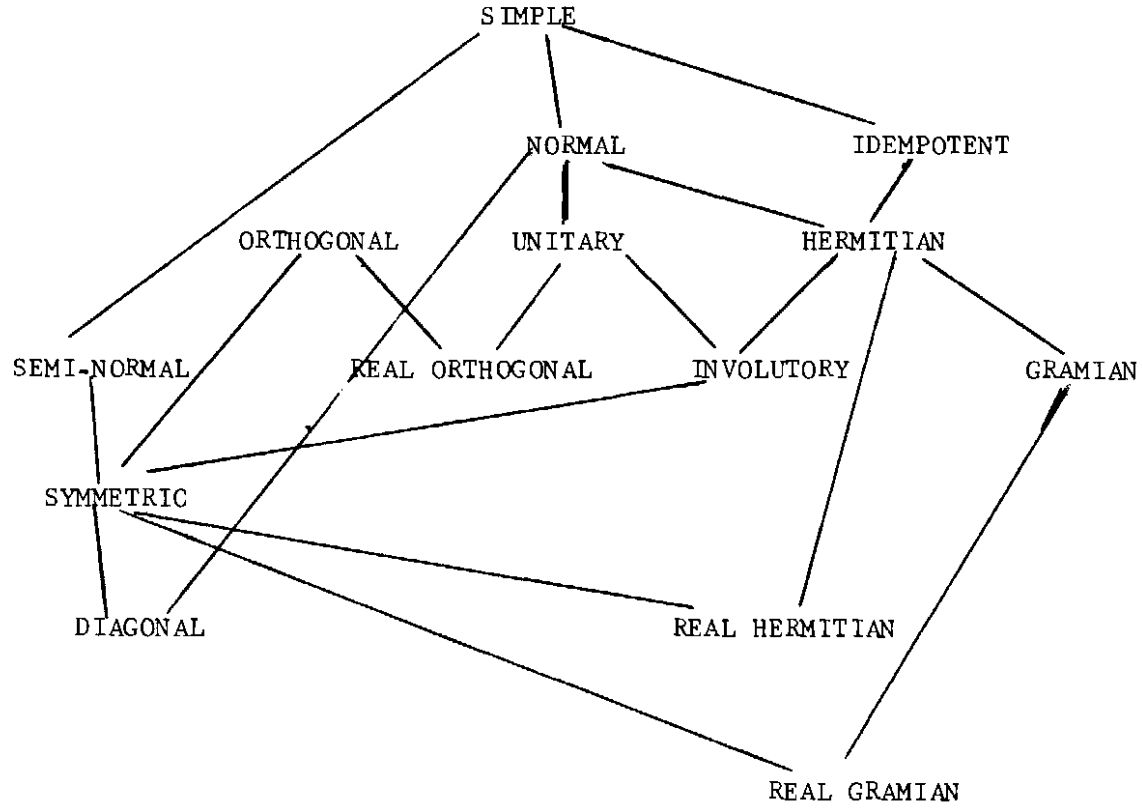 SIMPLE
NORMAL IDEMPOTENT
ORTHOGONAL UNITARY HERMITIAN
SEMI-NORMAL REAL ORTHOGONAL INVOLUTORY GRAMIAN
SYMMETRIC
DIAGONAL REAL HERMITIAN
REAL GRAMIAN